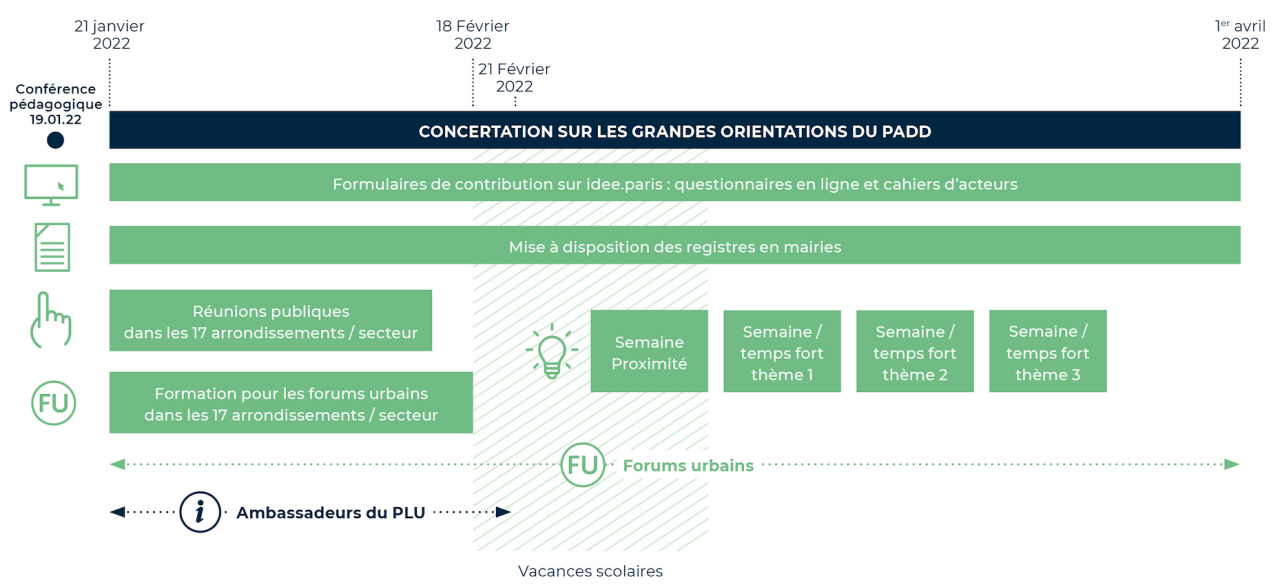 21 janvier
2022
18 Février
2022
21 Février
2022
1er avril
2022
Conférence
pédagogique
19.01.22
CONCERTATION SUR LES GRANDES ORIENTATIONS DU PADD
Formulaires de contribution sur idee.paris : questionnaires en ligne et cahiers d’acteurs
Mise à disposition des registres en mairies
Réunions publiques
dans les 17 arrondissements / secteur
Semaine
Proximité
Semaine /
temps fort
thème 1
Semaine /
temps fort
thème 2
Semaine /
temps fort
thème 3
FU
Formation pour les forums urbains
dans les 17 arrondissements / secteur
FU Forums urbains
i Ambassadeurs du PLU
Vacances scolaires